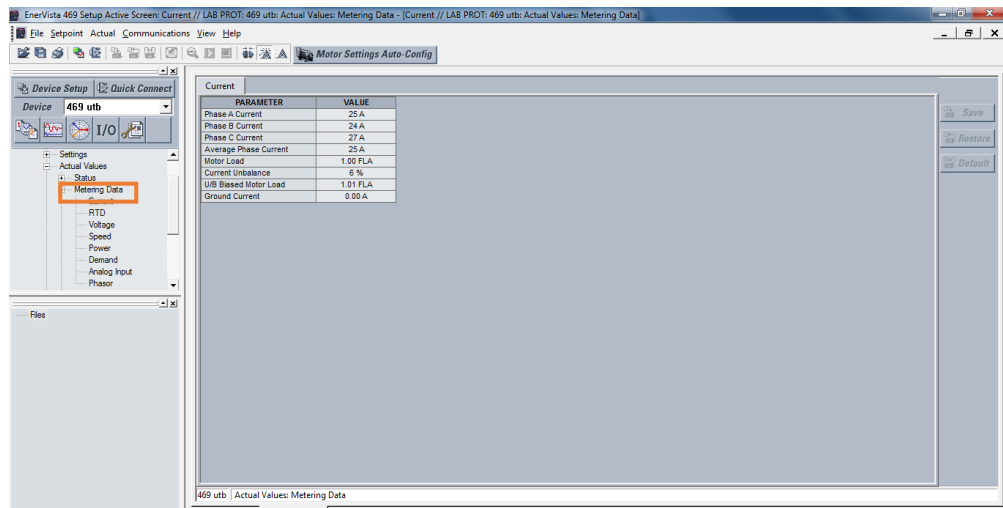 EnerVista 469 Setup Active Screen: Current // LAB PROT: 469 utb: Actual Values: Metering Data - [Current // LAB PROT: 469 utb: Actual Values: Metering Data]
File Setpoint Actual Communications View Help
Motor Settings Auto-Config
Device Setup Quick Connect
Device 469 utb
I/O
Settings
Actual Values
Status
Metering Data
Current
RTD
Voltage
Speed
Power
Demand
Analog Input
Phasor
Files
Current
PARAMETER VALUE
Phase A Current 25 A
Phase B Current 24 A
Phase C Current 27 A
Average Phase Current 25 A
Motor Load 1.00 FLA
Current Unbalance 6 %
U/B Biased Motor Load 1.01 FLA
Ground Current 0.00 A
Save
Restore
Default
469 utb Actual Values: Metering Data